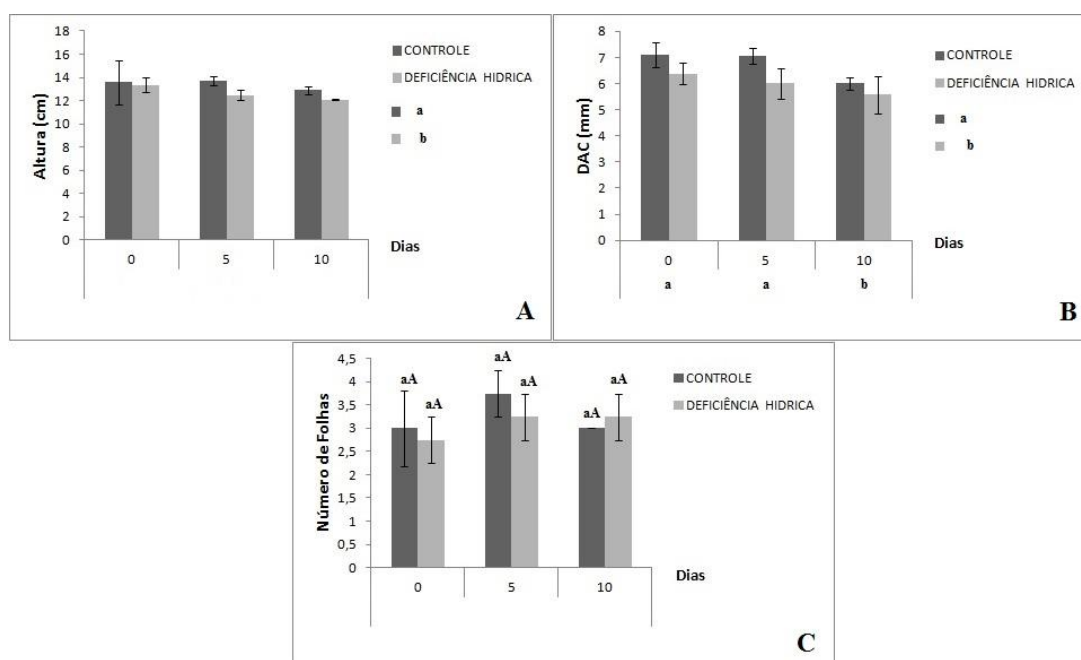 18
16
14
12
10
8
6
4
2
0
Altura (cm)
0 5 10
Dias
CONTROLE
DEFICIÊNCIA HIDRICA
a
b
A
8
7
6
5
4
3
2
1
0
DAC (mm)
0 5 10
a a b
Dias
CONTROLE
DEFICIÊNCIA HIDRICA
a
b
B
4,5
4
3,5
3
2,5
2
1,5
1
0,5
0
Número de Folhas
aA aA aA aA aA aA
0 5 10
Dias
CONTROLE
DEFICIÊNCIA HIDRICA
C